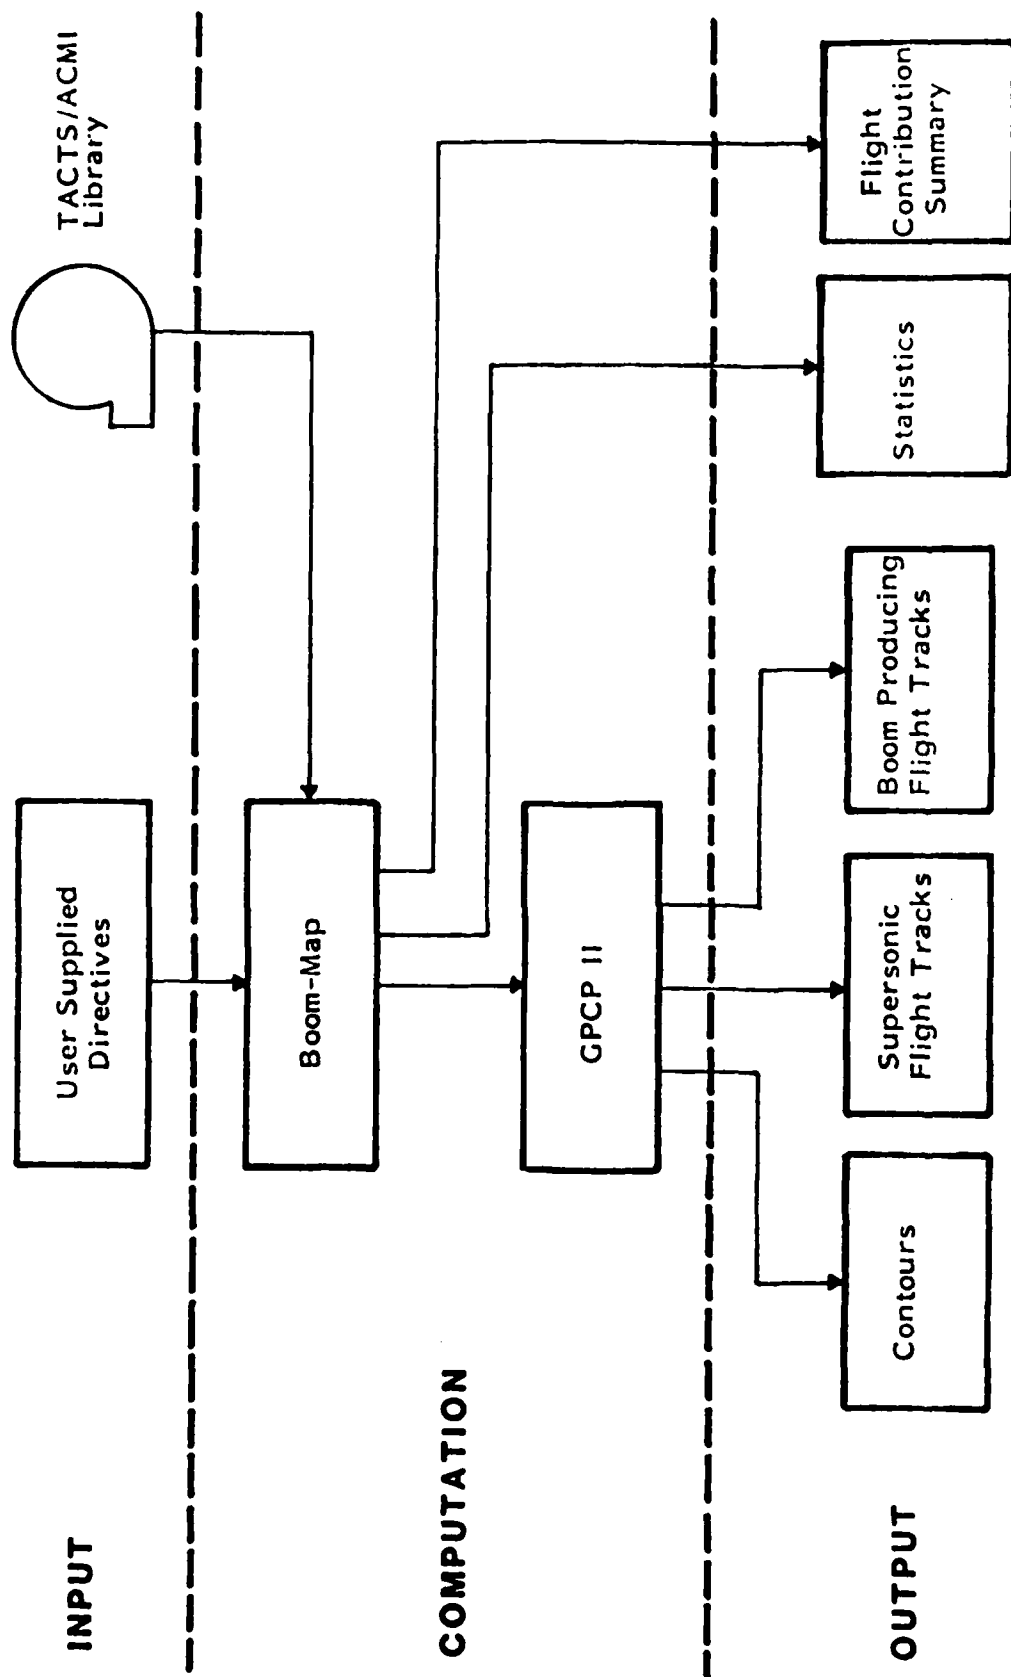 INPUT
User Supplied
Directives
TACTS/ACMI
Library
COMPUTATION
Boom-Map
GPCP II
OUTPUT
Contours
Supersonic
Flight Tracks
Boom Producing
Flight Tracks
Statistics
Flight
Contribution
Summary